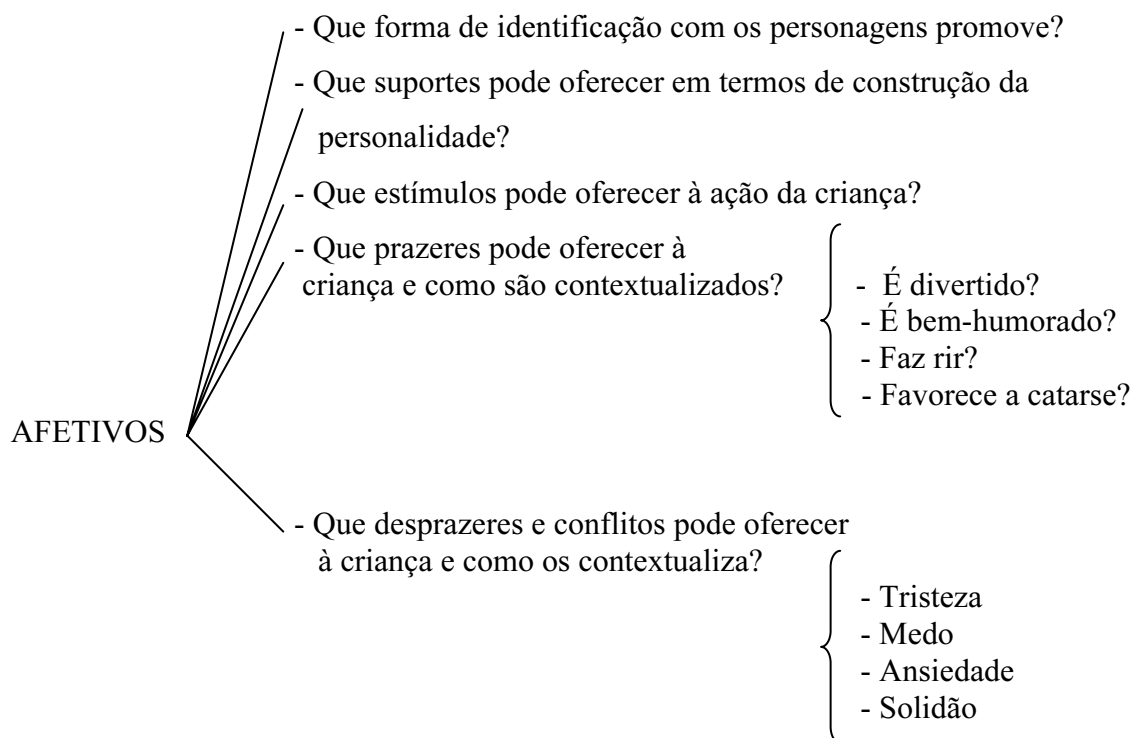 - Que forma de identificação com os personagens promove?
- Que suportes pode oferecer em termos de construção da
personalidade?
- Que estímulos pode oferecer à ação da criança?
- Que prazeres pode oferecer à
criança e como são contextualizados?
- É divertido?
- É bem-humorado?
- Faz rir?
- Favorece a catarse?
AFETIVOS
- Que desprazeres e conflitos pode oferecer
à criança e como os contextualiza?
- Tristeza
- Medo
- Ansiedade
- Solidão